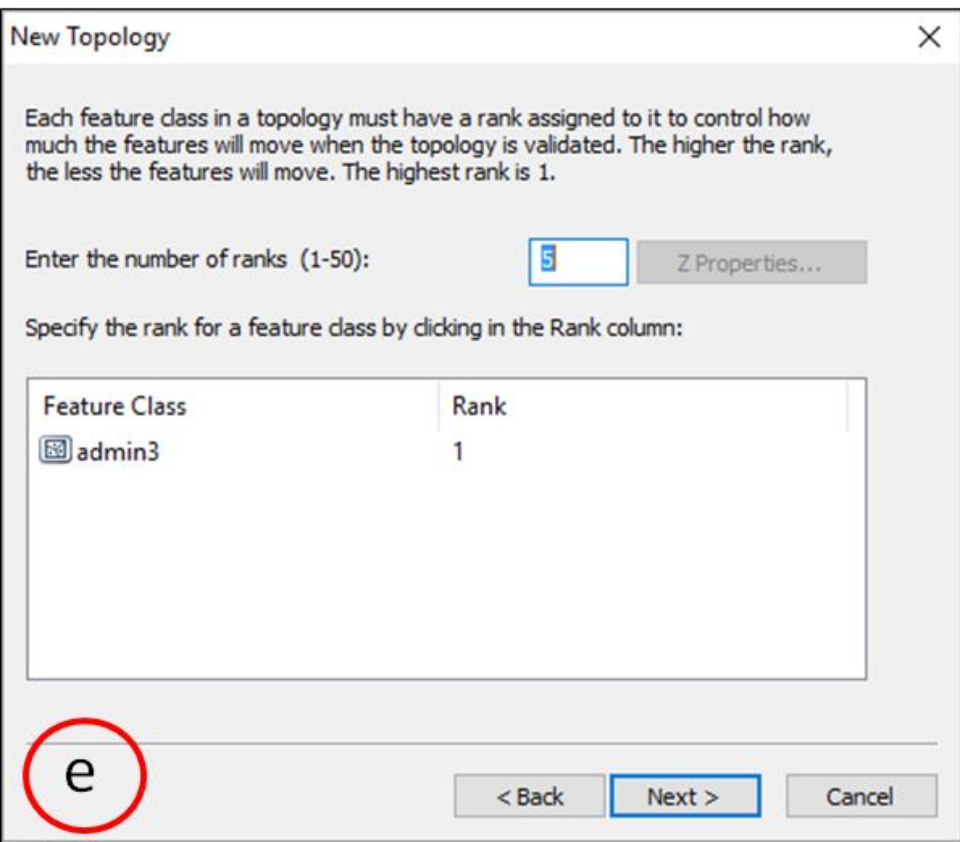 New Topology
Each feature class in a topology must have a rank assigned to it to control how
much the features will move when the topology is validated. The higher the rank,
the less the features will move. The highest rank is 1.
Enter the number of ranks (1-50): 5 Z Properties...
Specify the rank for a feature class by clicking in the Rank column:
Feature Class Rank
admin3 1
e
< Back Next > Cancel